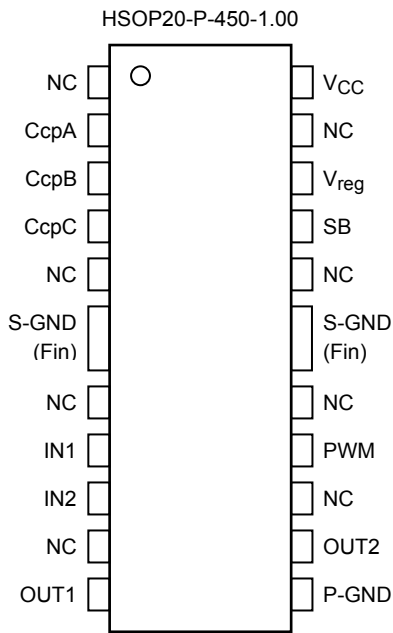 HSOP20-P-450-1.00
NC VCC
CcpA NC
CcpB Vreg
CcpC SB
NC NC
S-GND S-GND
(Fin) (Fin)
NC NC
IN1 PWM
IN2 NC
NC OUT2
OUT1 P-GND